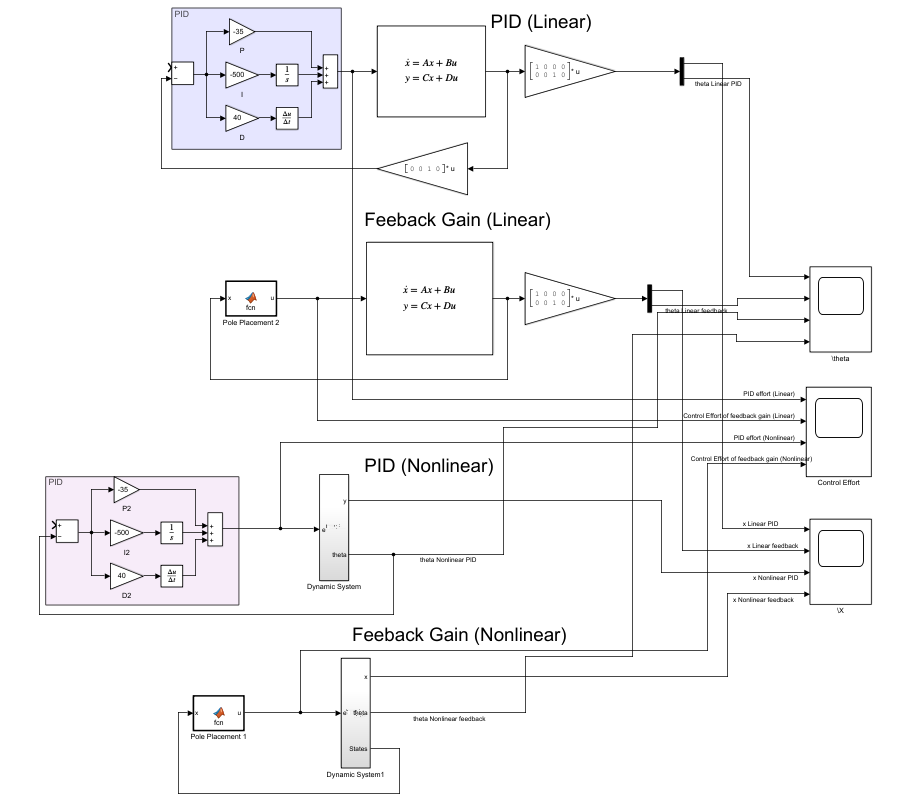 PID
PID (Linear)
-35
P
-500
1
s
I
40
Δu
Δt
D
+
−
+
+
+
ẋ = Ax + Bu
y = Cx + Du
[1 0 0 0
0 0 1 0]* u
theta Linear PID
[0 0 1 0]* u
Feeback Gain (Linear)
x
u
fcn
Pole Placement 2
ẋ = Ax + Bu
y = Cx + Du
[1 0 0 0
0 0 1 0]* u
theta Linear feedback
\theta
PID effort (Linear)
Control Effort of feedback gain (Linear)
PID effort (Nonlinear)
Control Effort of feedback gain (Nonlinear)
Control Effort
PID (Nonlinear)
PID
-35
P2
-500
1
s
I2
40
Δu
Δt
D2
+
−
+
+
+
y
theta
Dynamic System
theta Nonlinear PID
x Linear PID
x Linear feedback
x Nonlinear PID
x Nonlinear feedback
\X
Feeback Gain (Nonlinear)
x
u
fcn
Pole Placement 1
x
theta
States
Dynamic System1
theta Nonlinear feedback